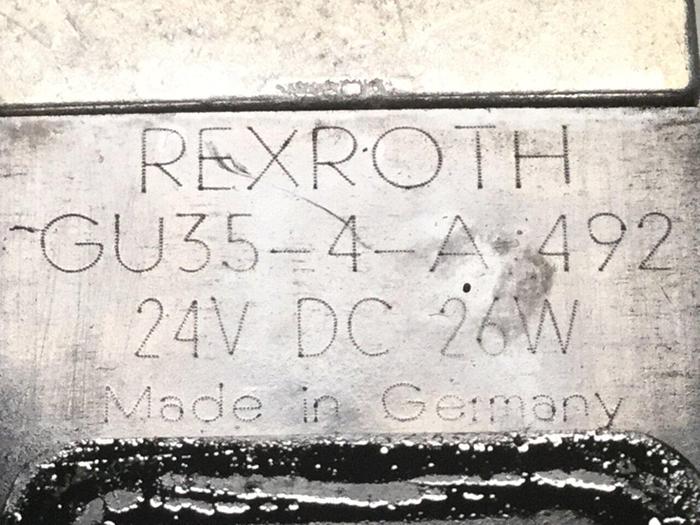 REXROTH
GU35-4-A 492
24V DC 26W
Made in Germany